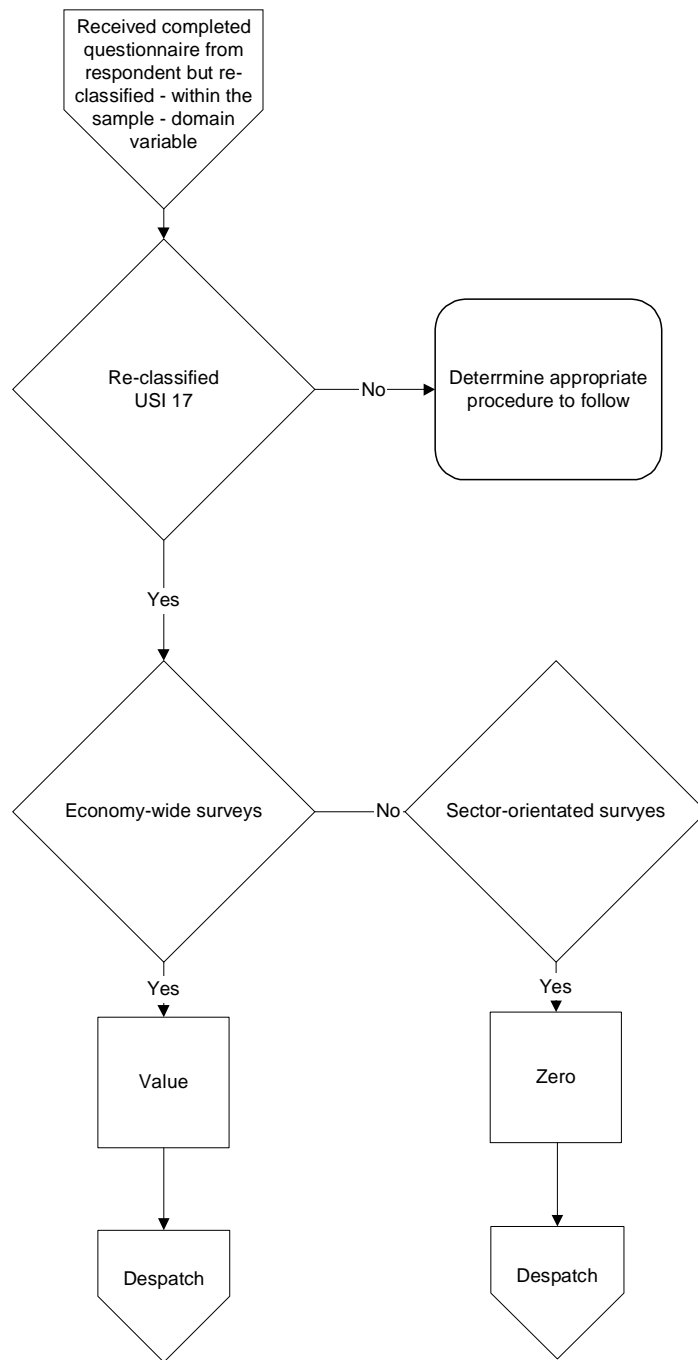 Received completed
questionnaire from
respondent but re-
classified - within the
sample - domain
variable
Re-classified
USI 17
No
Deterrmine appropriate
procedure to follow
Yes
Economy-wide surveys
No
Sector-orientated survyes
Yes
Yes
Value
Zero
Despatch
Despatch